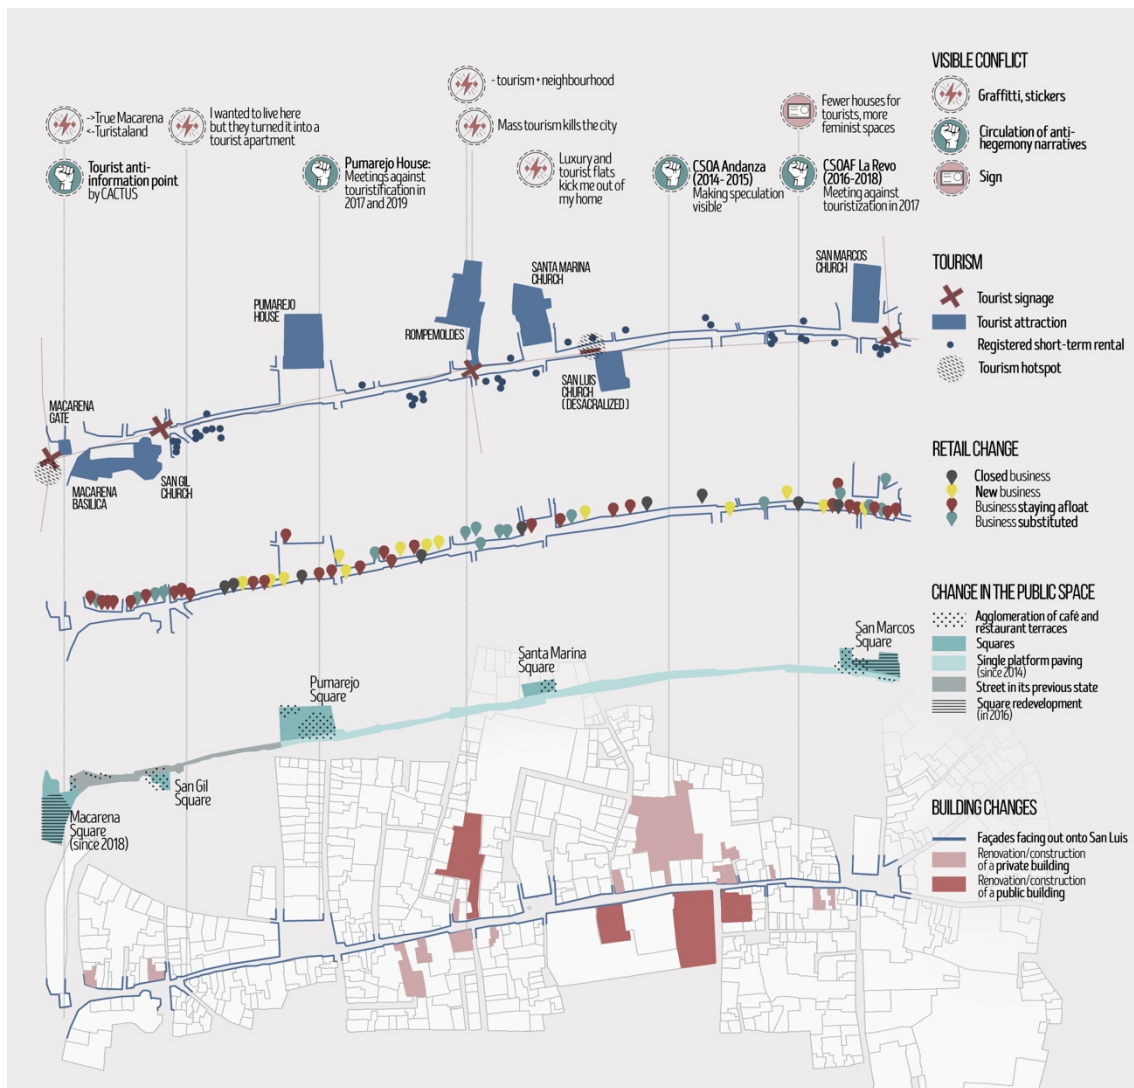 VISIBLE CONFLICT
Graffitti, stickers
Circulation of anti-
hegemony narratives
Sign
- tourism + neighbourhood
Mass tourism kills the city
->True Macarena
<-Turistaland
I wanted to live here
but they turned it into a
tourist apartment
Fewer houses for
tourists, more
feminist spaces
Tourist anti-
information point
by CACTUS
Pumarejo House:
Meetings against
touristification in
2017 and 2019
Luxury and
tourist flats
kick me out of
my home
CSOA Andanza
(2014- 2015)
Making speculation
visible
CSOAF La Revo
(2016-2018)
Meeting against
touristization in 2017
TOURISM
Tourist signage
Tourist attraction
Registered short-term rental
Tourism hotspot
MACARENA
GATE
MACARENA
BASILICA
SAN GIL
CHURCH
PUMAREJO
HOUSE
ROMPEMOLDES
SANTA MARINA
CHURCH
SAN LUIS
CHURCH
( DESACRALIZED )
SAN MARCOS
CHURCH
RETAIL CHANGE
Closed business
New business
Business staying afloat
Business substituted
CHANGE IN THE PUBLIC SPACE
Agglomeration of café and
restaurant terraces
Squares
Single platform paving
(since 2014)
Street in its previous state
Square redevelopment
(in 2016)
Macarena
Square
(since 2018)
San Gil
Square
Pumarejo
Square
Santa Marina
Square
San Marcos
Square
BUILDING CHANGES
Façades facing out onto San Luis
Renovation/construction
of a private building
Renovation/construction
of a public building